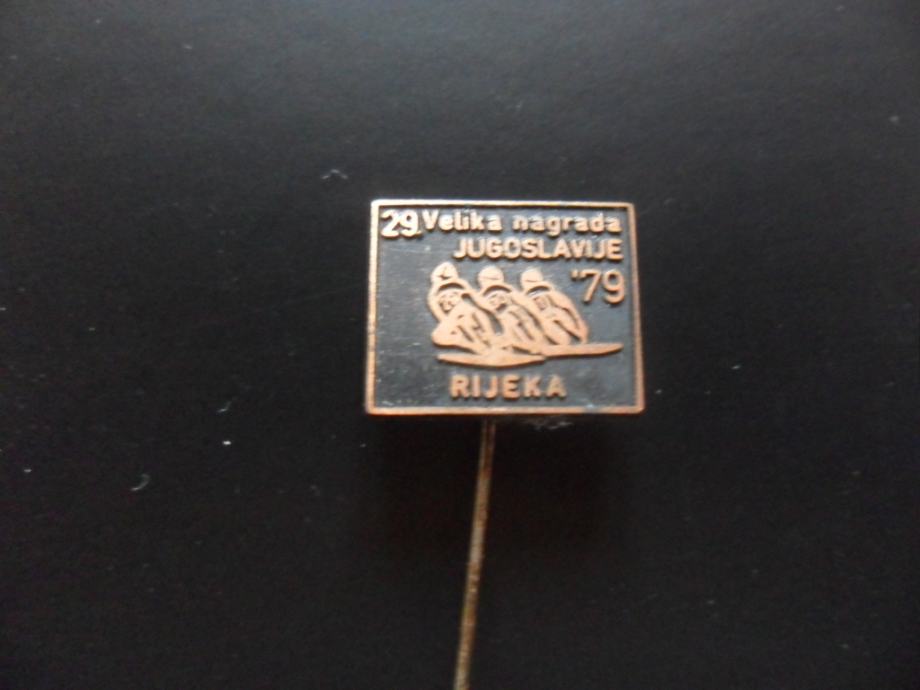 29. Velika nagrada
JUGOSLAVIJE
'79
RIJEKA